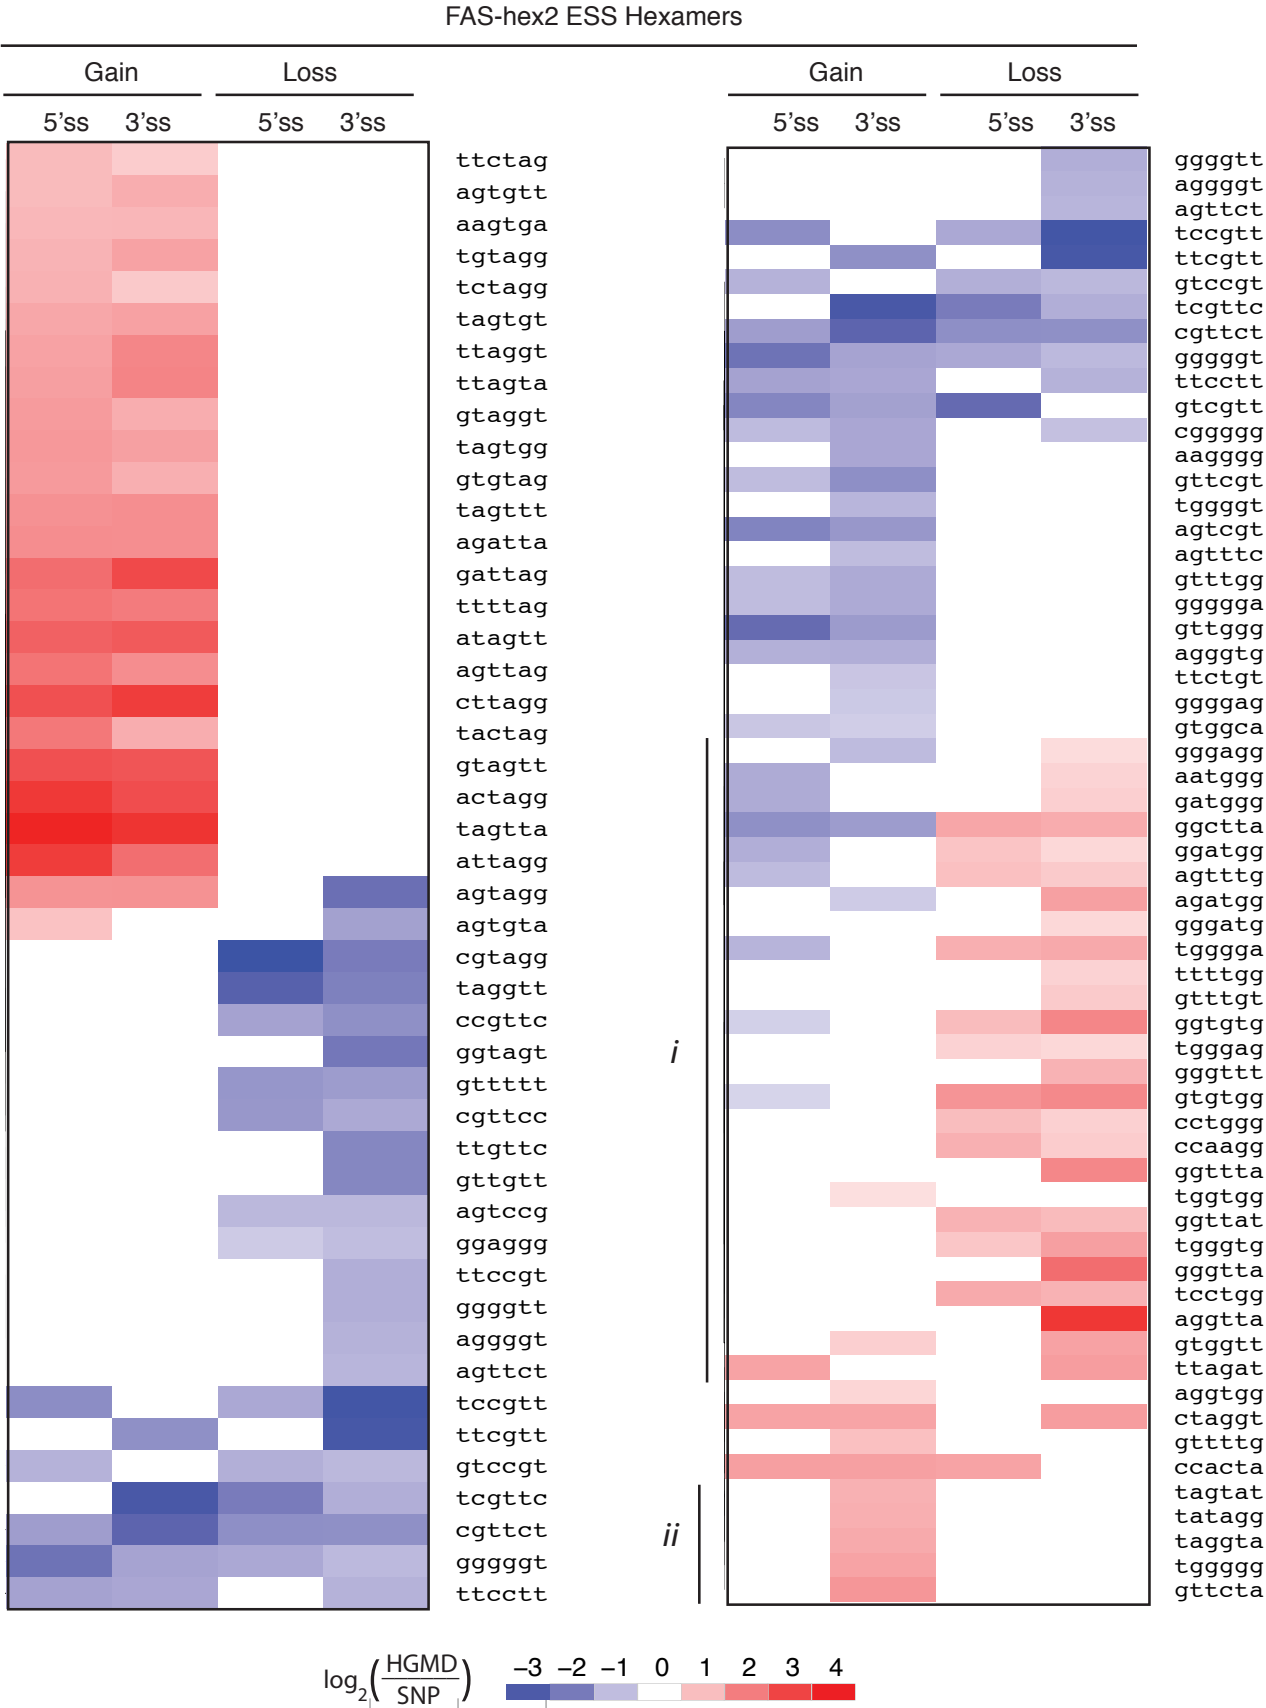 FAS-hex2 ESS Hexamers
Gain Loss
5'ss 3'ss 5'ss 3'ss
ttctag
agtgtt
aagtga
tgtagg
tctagg
tagtgt
ttaggt
ttagta
gtaggt
tagtgg
gtgtag
tagttt
agatta
gattag
ttttag
atagtt
agttag
cttagg
tactag
gtagtt
actagg
tagtta
attagg
agtagg
agtgta
cgtagg
taggtt
ccgttc
ggtagt
gttttt
cgttcc
ttgttc
gttgtt
agtccg
ggaggg
ttccgt
ggggtt
aggggt
agttct
tccgtt
ttcgtt
gtccgt
tcgttc
cgttct
gggggt
ttcctt
Gain Loss
5'ss 3'ss 5'ss 3'ss
ggggtt
aggggt
agttct
tccgtt
ttcgtt
gtccgt
tcgttc
cgttct
gggggt
ttcctt
gtcgtt
cggggg
aagggg
gttcgt
tggggt
agtcgt
agtttc
gtttgg
ggggga
gttggg
agggtg
ttctgt
ggggag
gtggca
gggagg
aatggg
gatggg
ggctta
ggatgg
agtttg
agatgg
gggatg
tgggga
ttttgg
gtttgt
ggtgtg
tgggag
gggttt
gtgtgg
cctggg
ccaagg
ggttta
tggtgg
ggttat
tgggtg
gggtta
tcctgg
aggtta
gtggtt
ttagat
aggtgg
ctaggt
gttttg
ccacta
tagtat
tatagg
taggta
tggggg
gttcta
i
ii
log2(HGMD/SNP)
−3 −2 −1 0 1 2 3 4